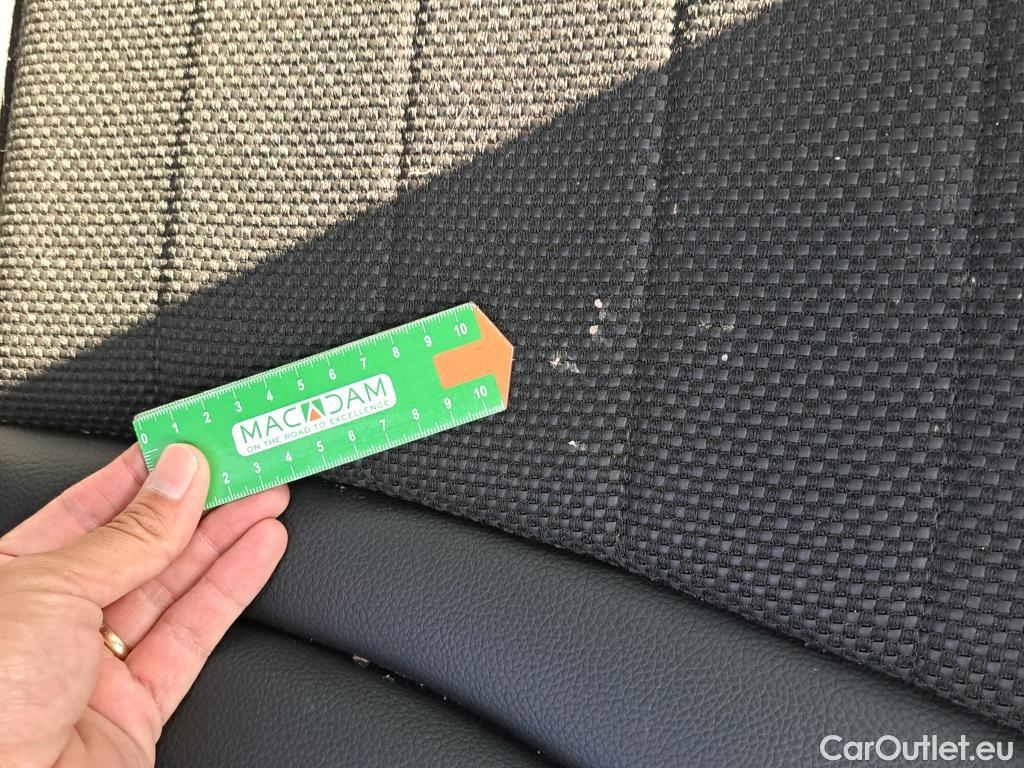 0 1 2 3 4 5 6 7 8 9 10
MACADAM
ON THE ROAD TO EXCELLENCE
2 3 4 5 6 7 8 9 10
CarOutlet.eu